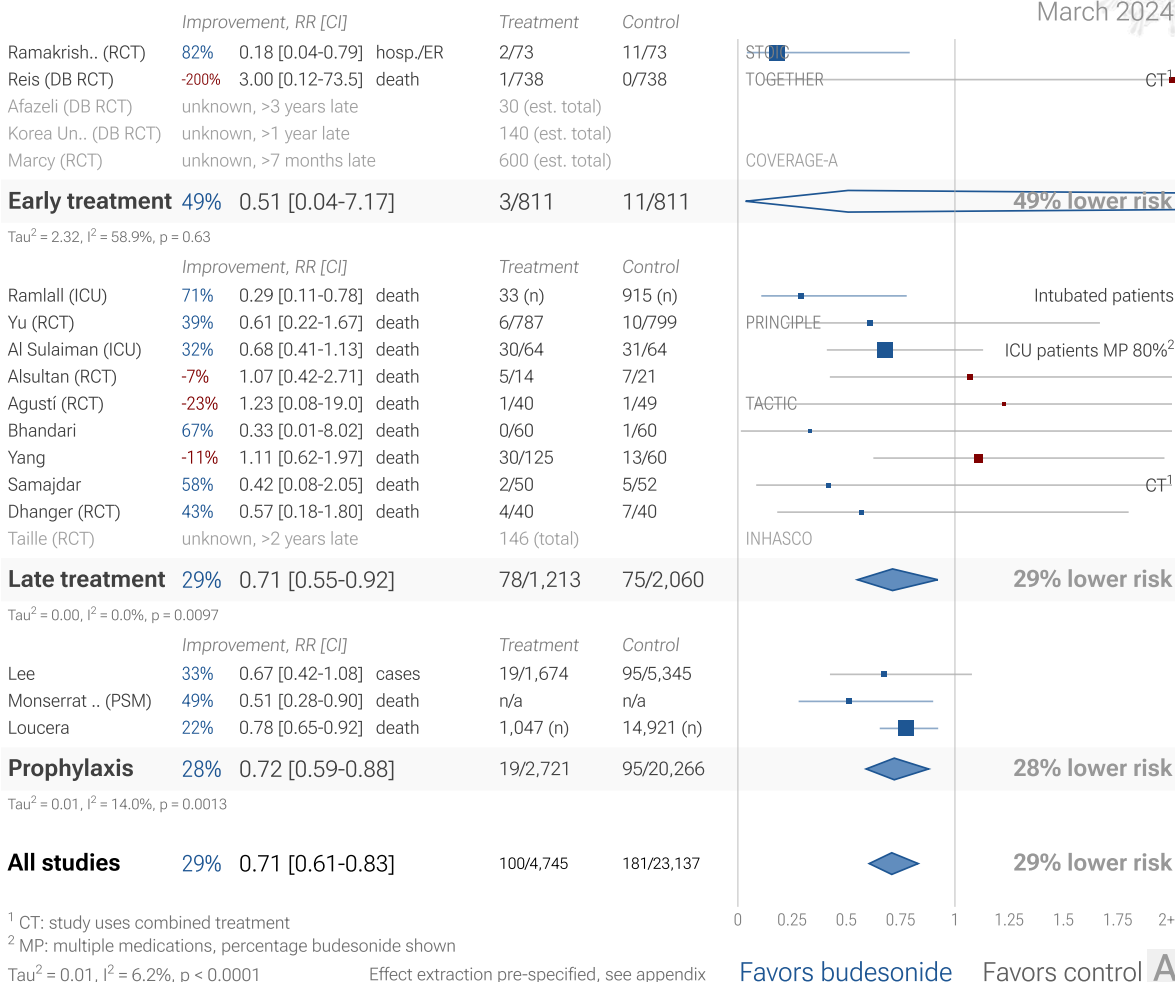 March 2024
Improvement, RR [CI] Treatment Control
Ramakrish.. (RCT) 82% 0.18 [0.04-0.79] hosp./ER 2/73 11/73 STOIC
Reis (DB RCT) -200% 3.00 [0.12-73.5] death 1/738 0/738 TOGETHER CT1
Afazeli (DB RCT) unknown, >3 years late 30 (est. total)
Korea Un.. (DB RCT) unknown, >1 year late 140 (est. total)
Marcy (RCT) unknown, >7 months late 600 (est. total) COVERAGE-A
Early treatment 49% 0.51 [0.04-7.17] 3/811 11/811 49% lower risk
Tau2 = 2.32, I2 = 58.9%, p = 0.63
Improvement, RR [CI] Treatment Control
Ramlall (ICU) 71% 0.29 [0.11-0.78] death 33 (n) 915 (n) Intubated patients
Yu (RCT) 39% 0.61 [0.22-1.67] death 6/787 10/799 PRINCIPLE
Al Sulaiman (ICU) 32% 0.68 [0.41-1.13] death 30/64 31/64 ICU patients MP 80%2
Alsultan (RCT) -7% 1.07 [0.42-2.71] death 5/14 7/21
Agustí (RCT) -23% 1.23 [0.08-19.0] death 1/40 1/49 TACTIC
Bhandari 67% 0.33 [0.01-8.02] death 0/60 1/60
Yang -11% 1.11 [0.62-1.97] death 30/125 13/60
Samajdar 58% 0.42 [0.08-2.05] death 2/50 5/52 CT1
Dhanger (RCT) 43% 0.57 [0.18-1.80] death 4/40 7/40
Taille (RCT) unknown, >2 years late 146 (total) INHASCO
Late treatment 29% 0.71 [0.55-0.92] 78/1,213 75/2,060 29% lower risk
Tau2 = 0.00, I2 = 0.0%, p = 0.0097
Improvement, RR [CI] Treatment Control
Lee 33% 0.67 [0.42-1.08] cases 19/1,674 95/5,345
Monserrat .. (PSM) 49% 0.51 [0.28-0.90] death n/a n/a
Loucera 22% 0.78 [0.65-0.92] death 1,047 (n) 14,921 (n)
Prophylaxis 28% 0.72 [0.59-0.88] 19/2,721 95/20,266 28% lower risk
Tau2 = 0.01, I2 = 14.0%, p = 0.0013
All studies 29% 0.71 [0.61-0.83] 100/4,745 181/23,137 29% lower risk
0 0.25 0.5 0.75 1 1.25 1.5 1.75 2+
1 CT: study uses combined treatment
2 MP: multiple medications, percentage budesonide shown
Tau2 = 0.01, I2 = 6.2%, p < 0.0001 Effect extraction pre-specified, see appendix Favors budesonide Favors control A